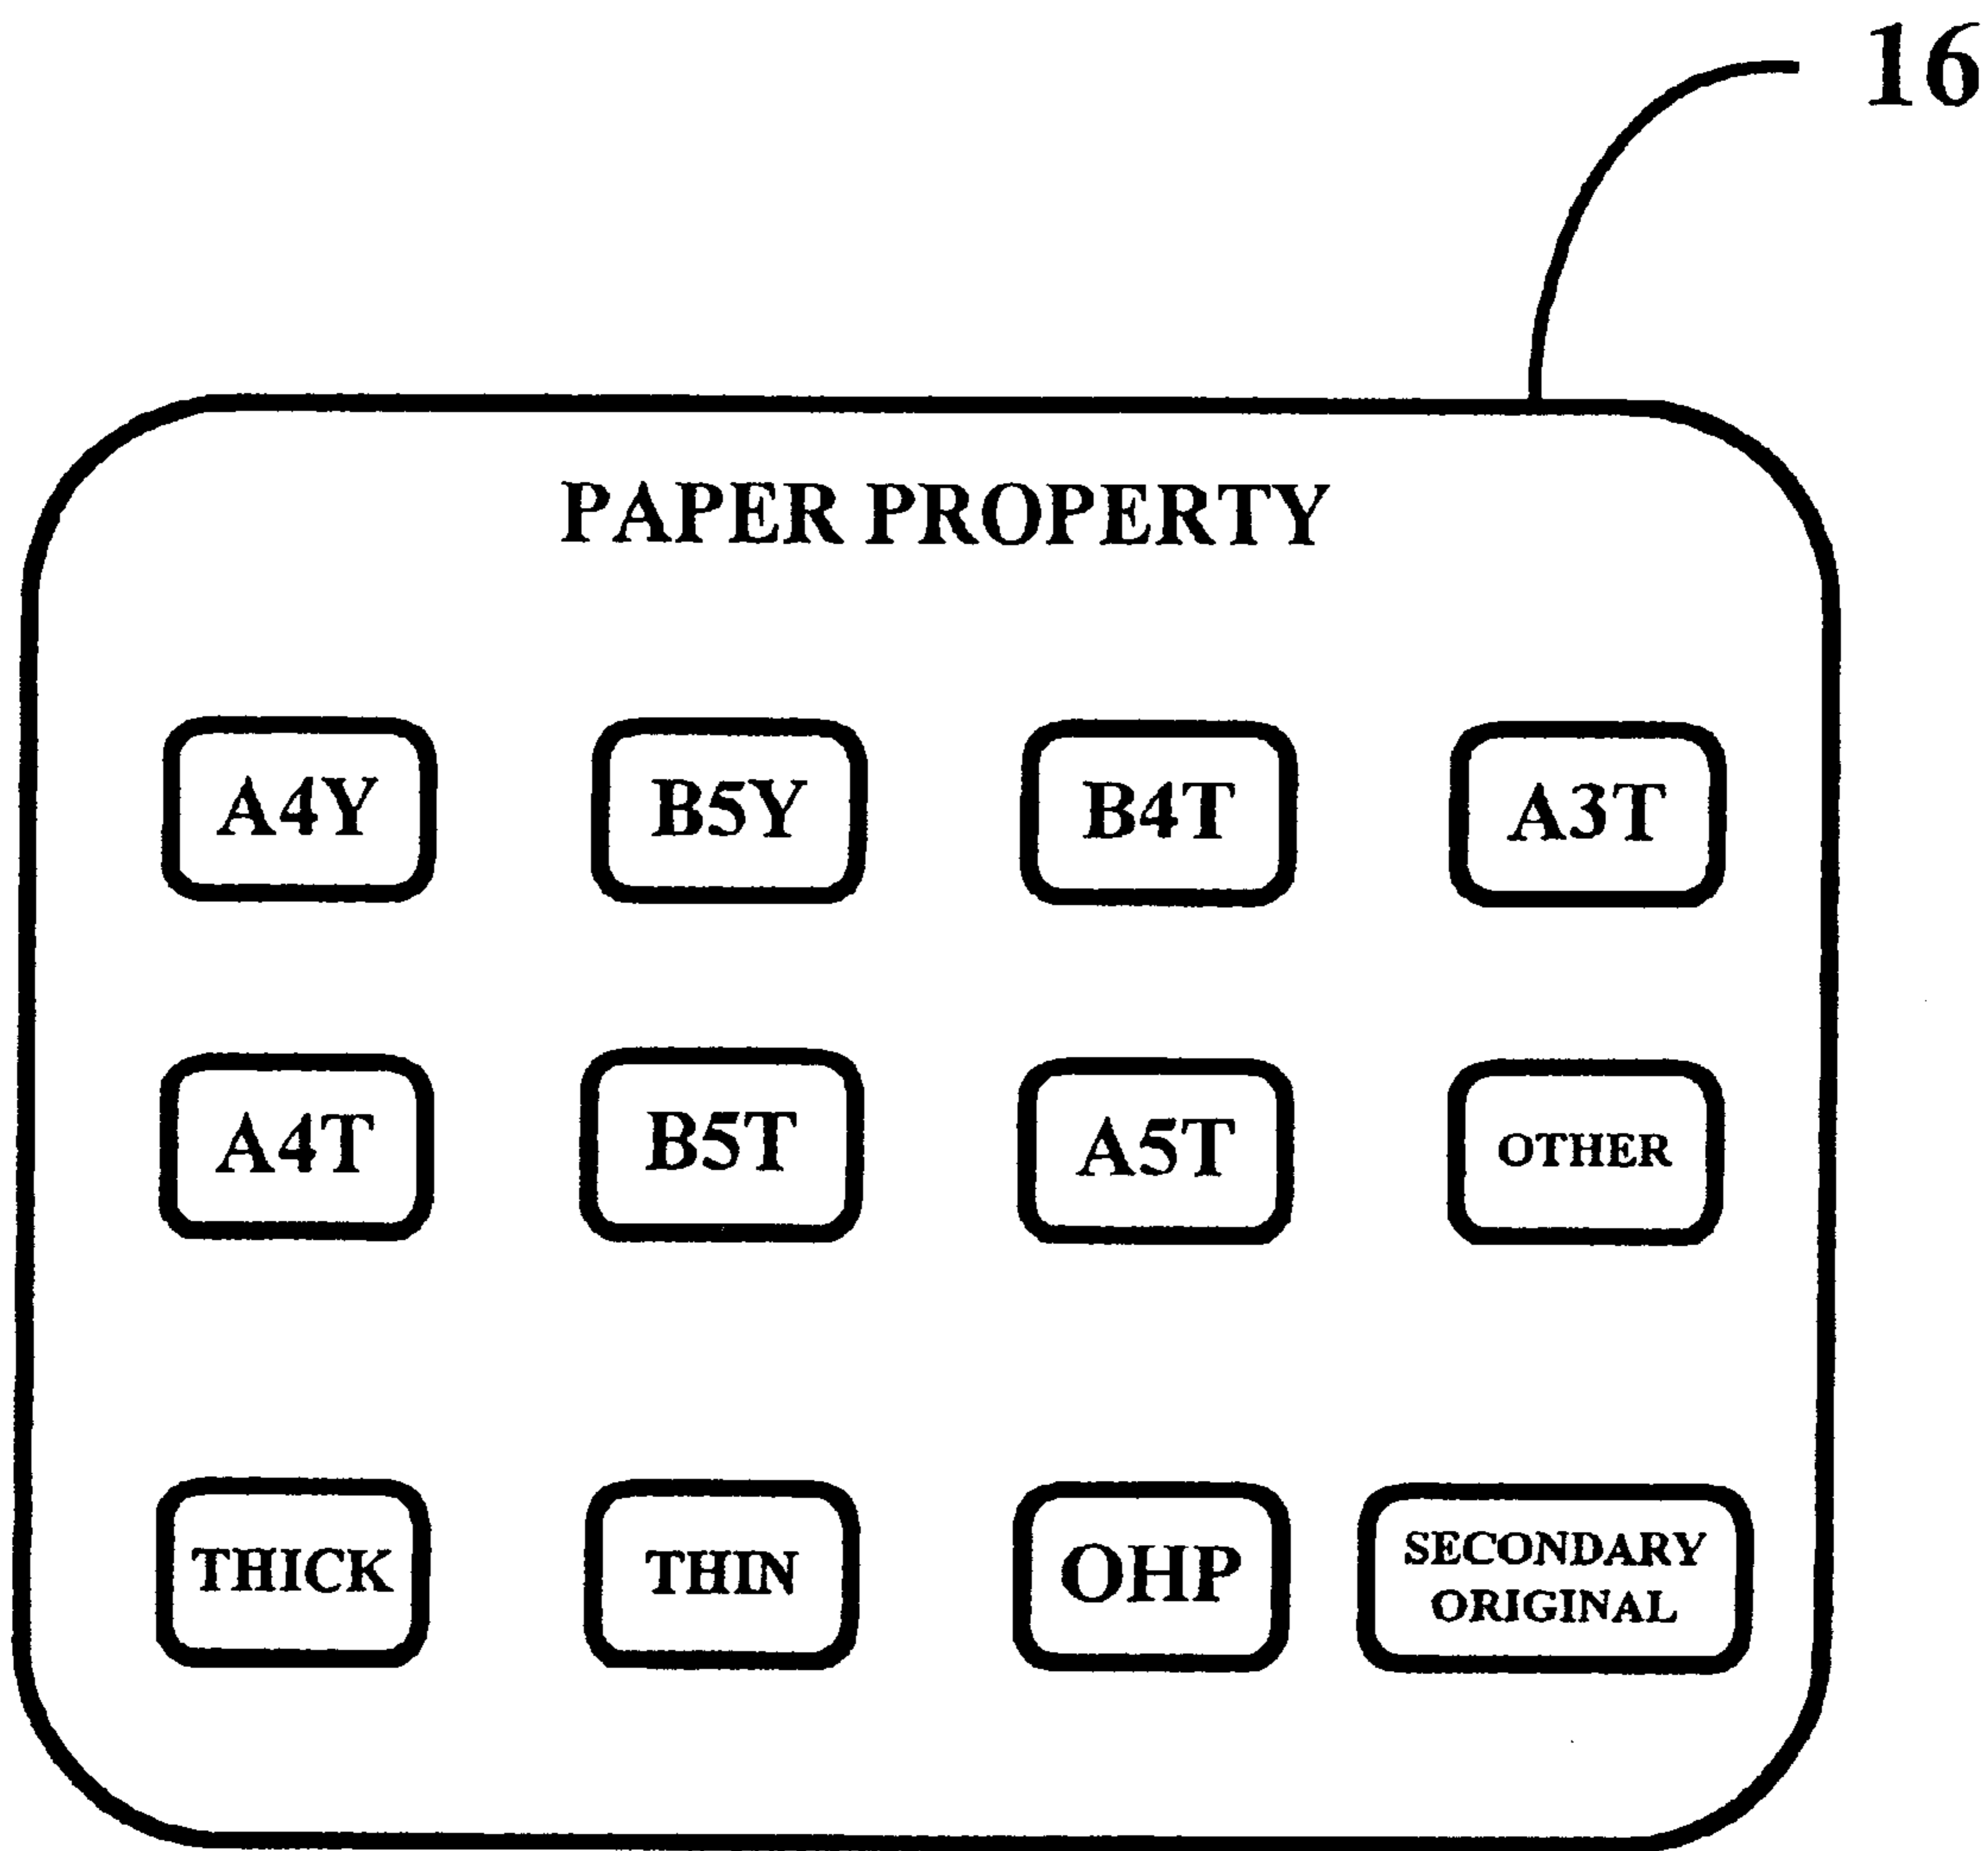 16
PAPER PROPERTY
A4Y B5Y B4T A3T
A4T B5T A5T OTHER
THICK THIN OHP SECONDARY
ORIGINAL